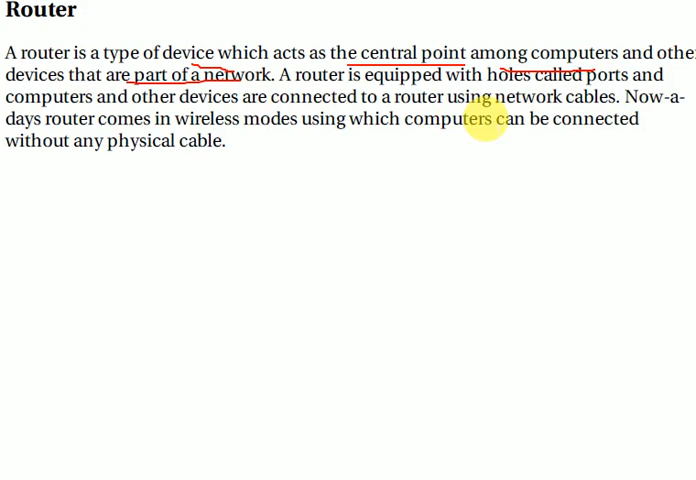 Router
A router is a type of device which acts as the central point among computers and othe
devices that are part of a network. A router is equipped with holes called ports and
computers and other devices are connected to a router using network cables. Now-a-
days router comes in wireless modes using which computers can be connected
without any physical cable.